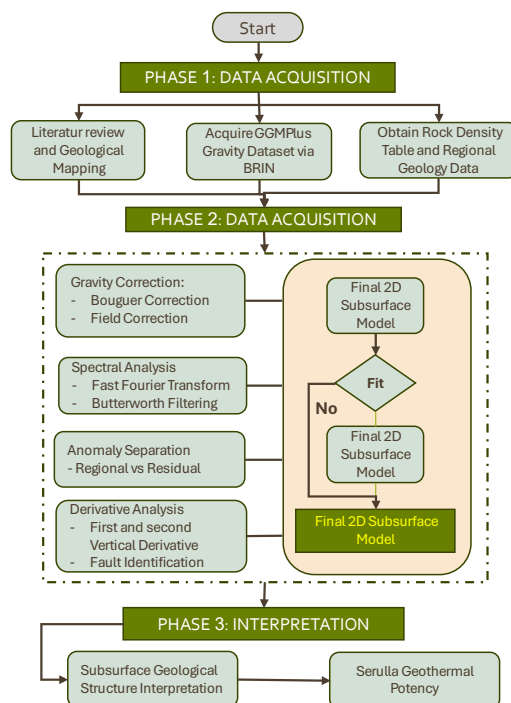 Start
PHASE 1: DATA ACQUISITION
Literatur review
and Geological
Mapping
Acquire GGMPlus
Gravity Dataset via
BRIN
Obtain Rock Density
Table and Regional
Geology Data
PHASE 2: DATA ACQUISITION
Gravity Correction:
- Bouguer Correction
- Field Correction
Spectral Analysis
- Fast Fourier Transform
- Butterworth Filtering
Anomaly Separation
- Regional vs Residual
Derivative Analysis
- First and second
Vertical Derivative
- Fault Identification
Final 2D
Subsurface
Model
Fit
No
Final 2D
Subsurface
Model
Final 2D Subsurface
Model
PHASE 3: INTERPRETATION
Subsurface Geological
Structure Interpretation
Serulla Geothermal
Potency